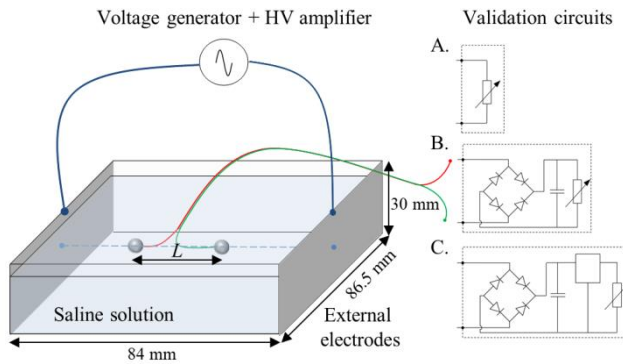 Voltage generator + HV amplifier
Validation circuits
A.
B.
30 mm
L
C.
86.5 mm
Saline solution
External
electrodes
84 mm